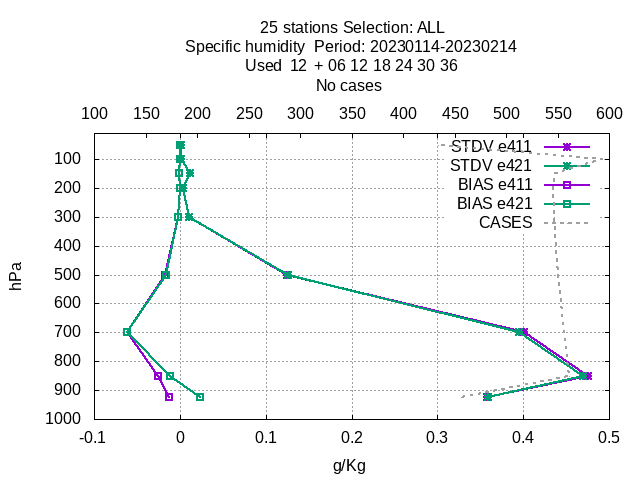 25 stations Selection: ALL
Specific humidity  Period: 20230114-20230214
Used  12 + 06 12 18 24 30 36
No cases
100 150 200 250 300 350 400 450 500 550 600
STDV e411
STDV e421
BIAS e411
BIAS e421
CASES
hPa
100
200
300
400
500
600
700
800
900
1000
-0.1 0 0.1 0.2 0.3 0.4 0.5
g/Kg